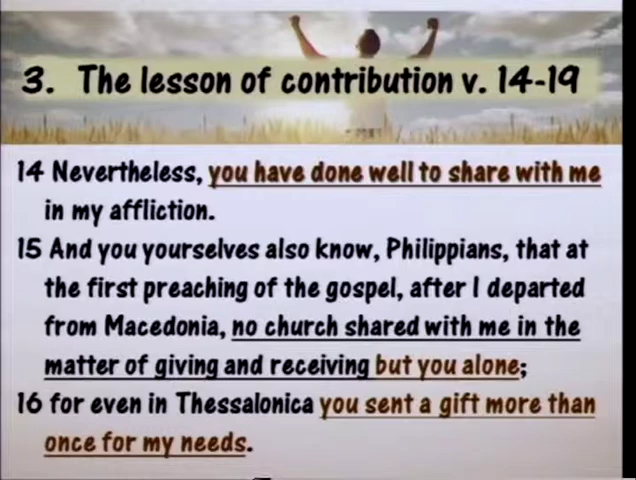 3. The lesson of contribution v. 14-19
14 Nevertheless, you have done well to share with me
in my affliction.
15 And you yourselves also know, Philippians, that at
the first preaching of the gospel, after I departed
from Macedonia, no church shared with me in the
matter of giving and receiving but you alone;
16 for even in Thessalonica you sent a gift more than
once for my needs.